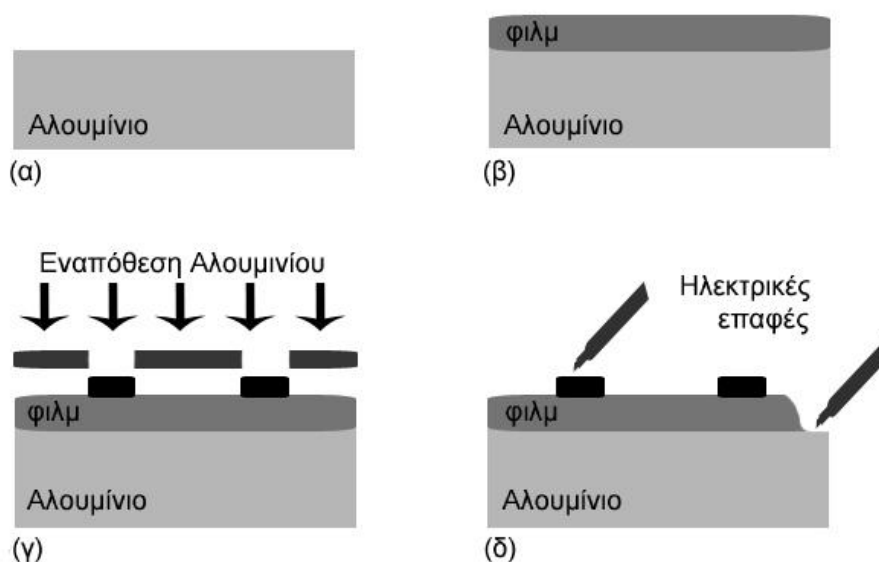 Αλουμίνιο
(α)
φιλμ
Αλουμίνιο
(β)
Εναπόθεση Αλουμινίου
φιλμ
Αλουμίνιο
(γ)
Ηλεκτρικές
επαφές
φιλμ
Αλουμίνιο
(δ)